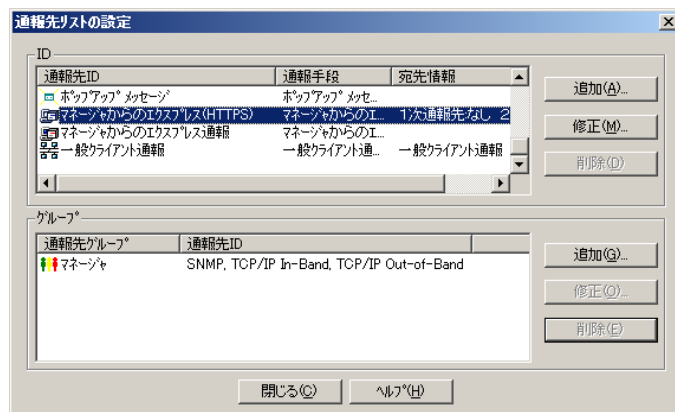 通報先リストの設定
ID
通報先ID 通報手段 宛先情報
ポップアップ メッセージ ポップアップ メッセ...
マネージャからのエクスプレス(HTTPS) マネージャからのエ... 1次通報先:なし 2
マネージャからのエクスプレス通報 マネージャからのエ...
一般クライアント通報 一般クライアント通... 一般クライアント通報
追加(A)...
修正(M)...
削除(D)
グループ
通報先グループ 通報先ID
マネージャ SNMP, TCP/IP In-Band, TCP/IP Out-of-Band
追加(G)...
修正(O)...
削除(E)
閉じる(C) ヘルプ(H)